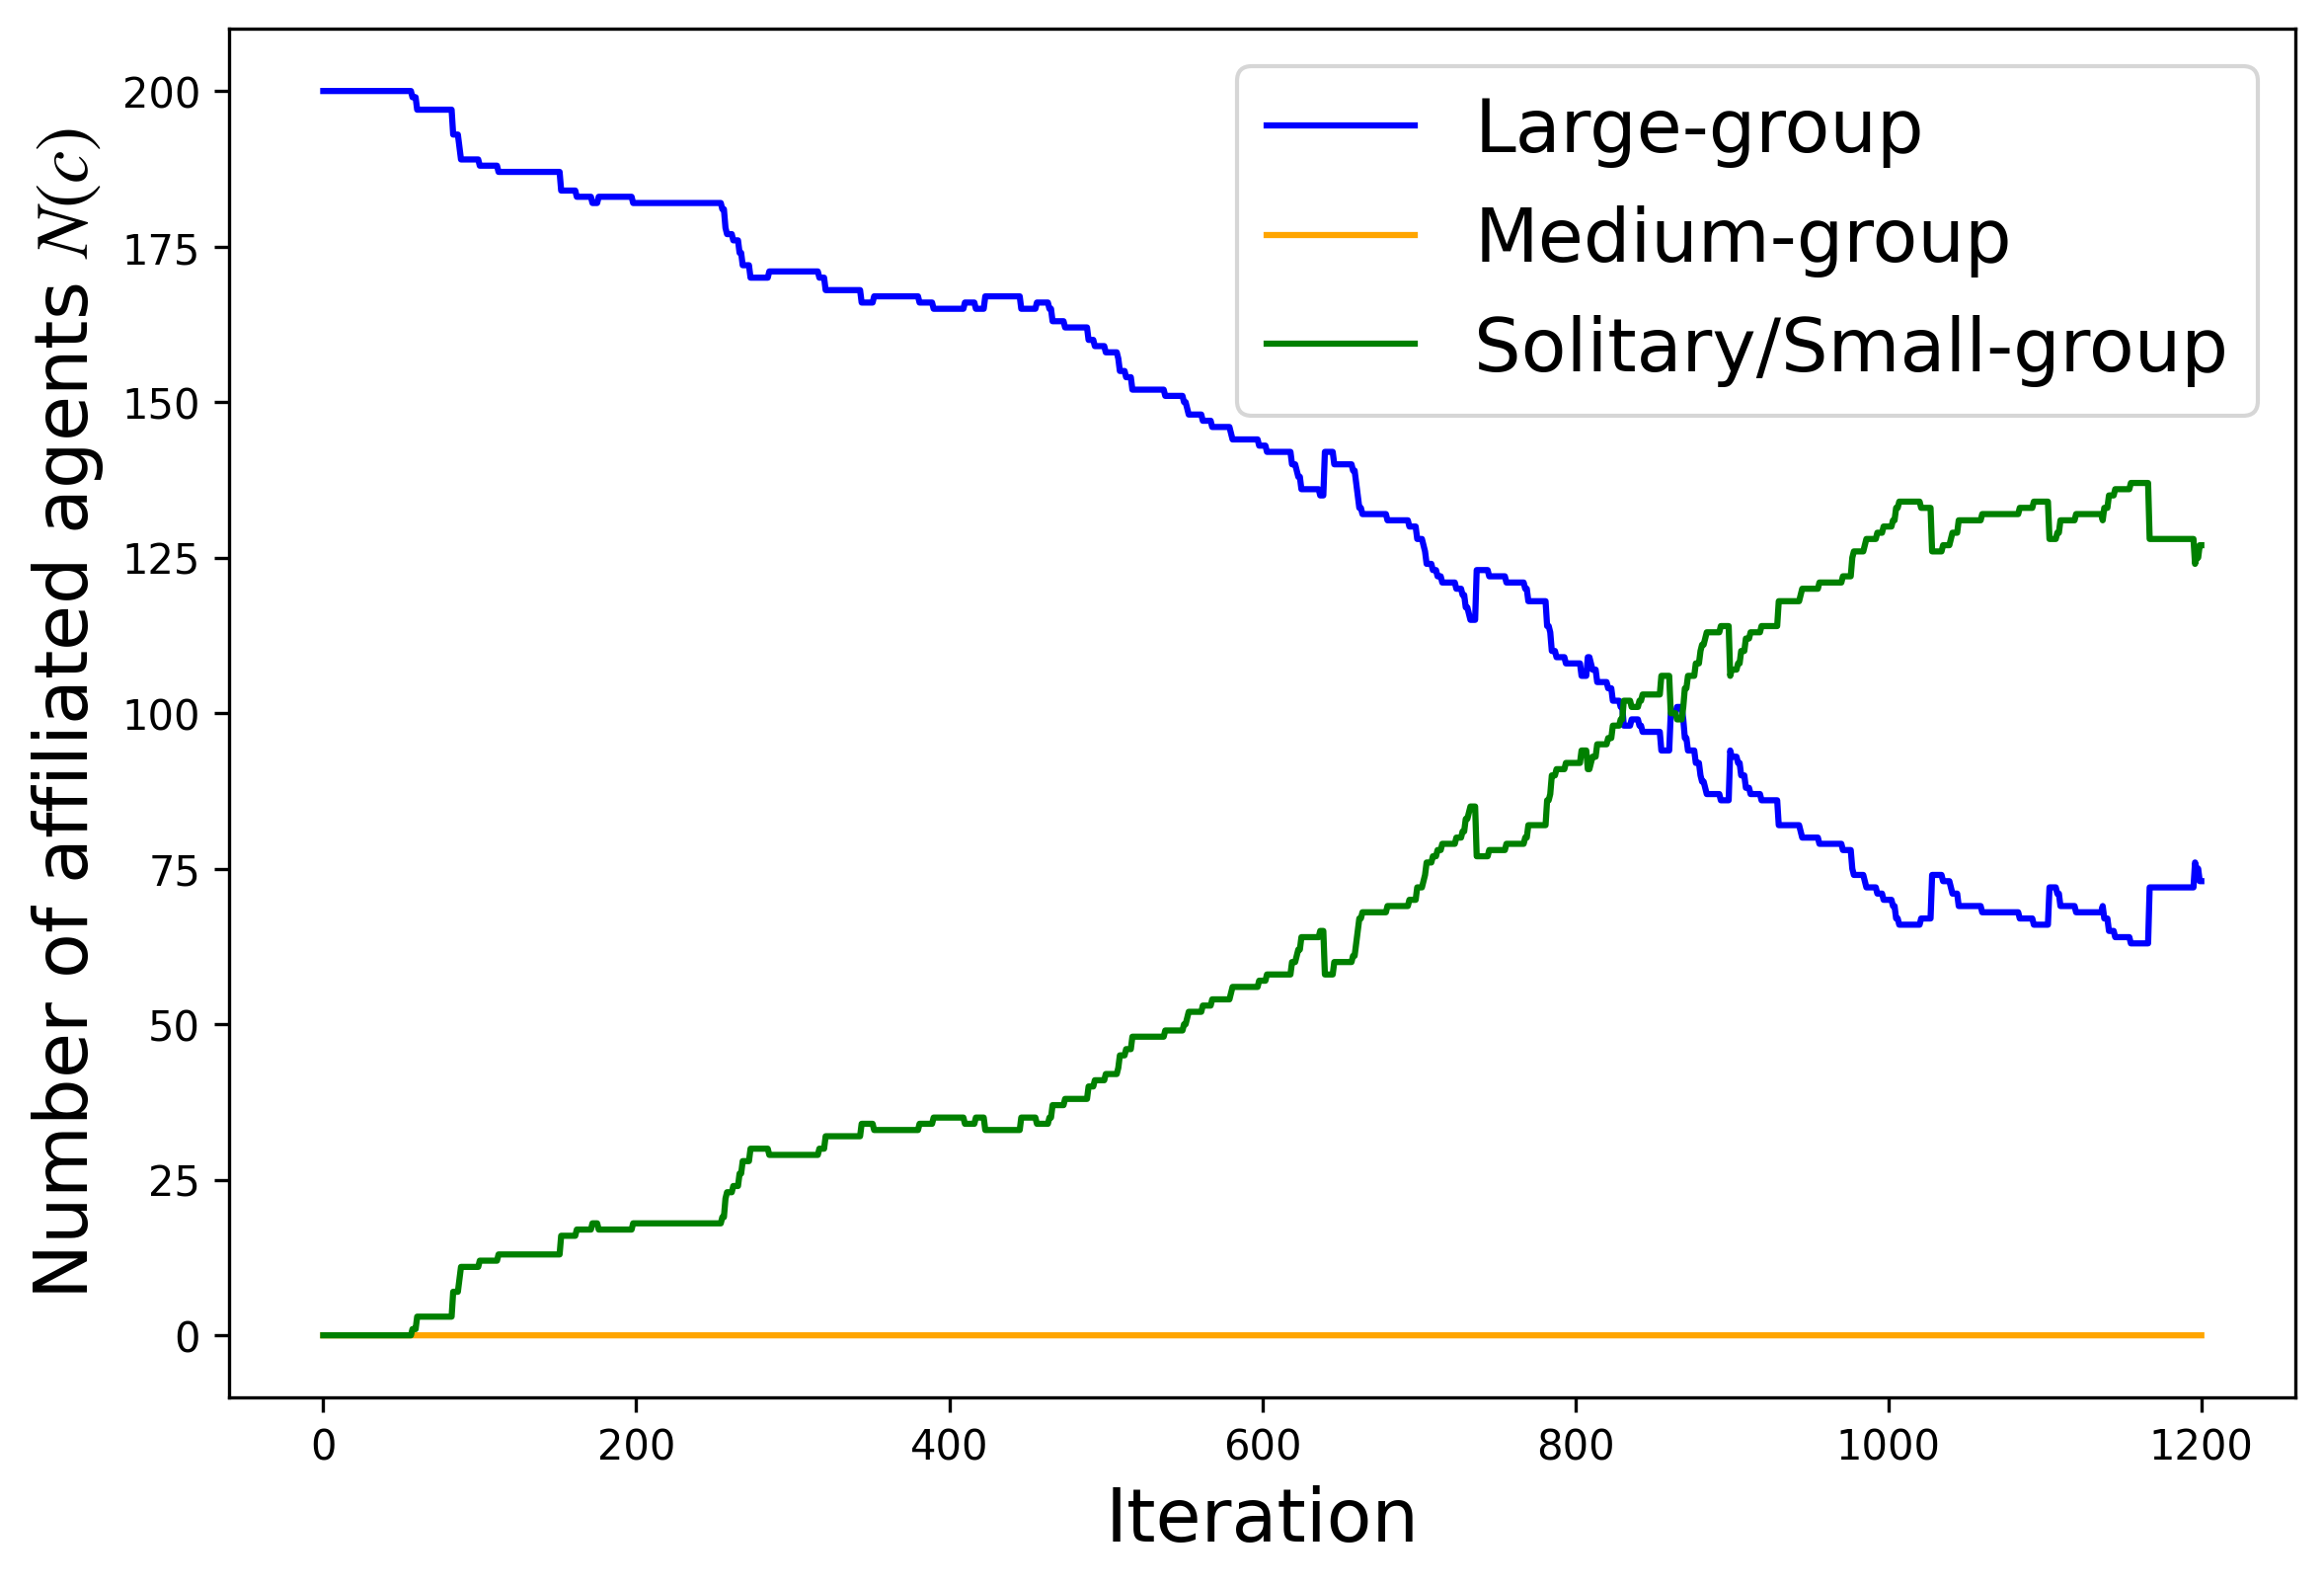 Number of affiliated agents N(c)
200
175
150
125
100
75
50
25
0
Large-group
Medium-group
Solitary/Small-group
0 200 400 600 800 1000 1200
Iteration